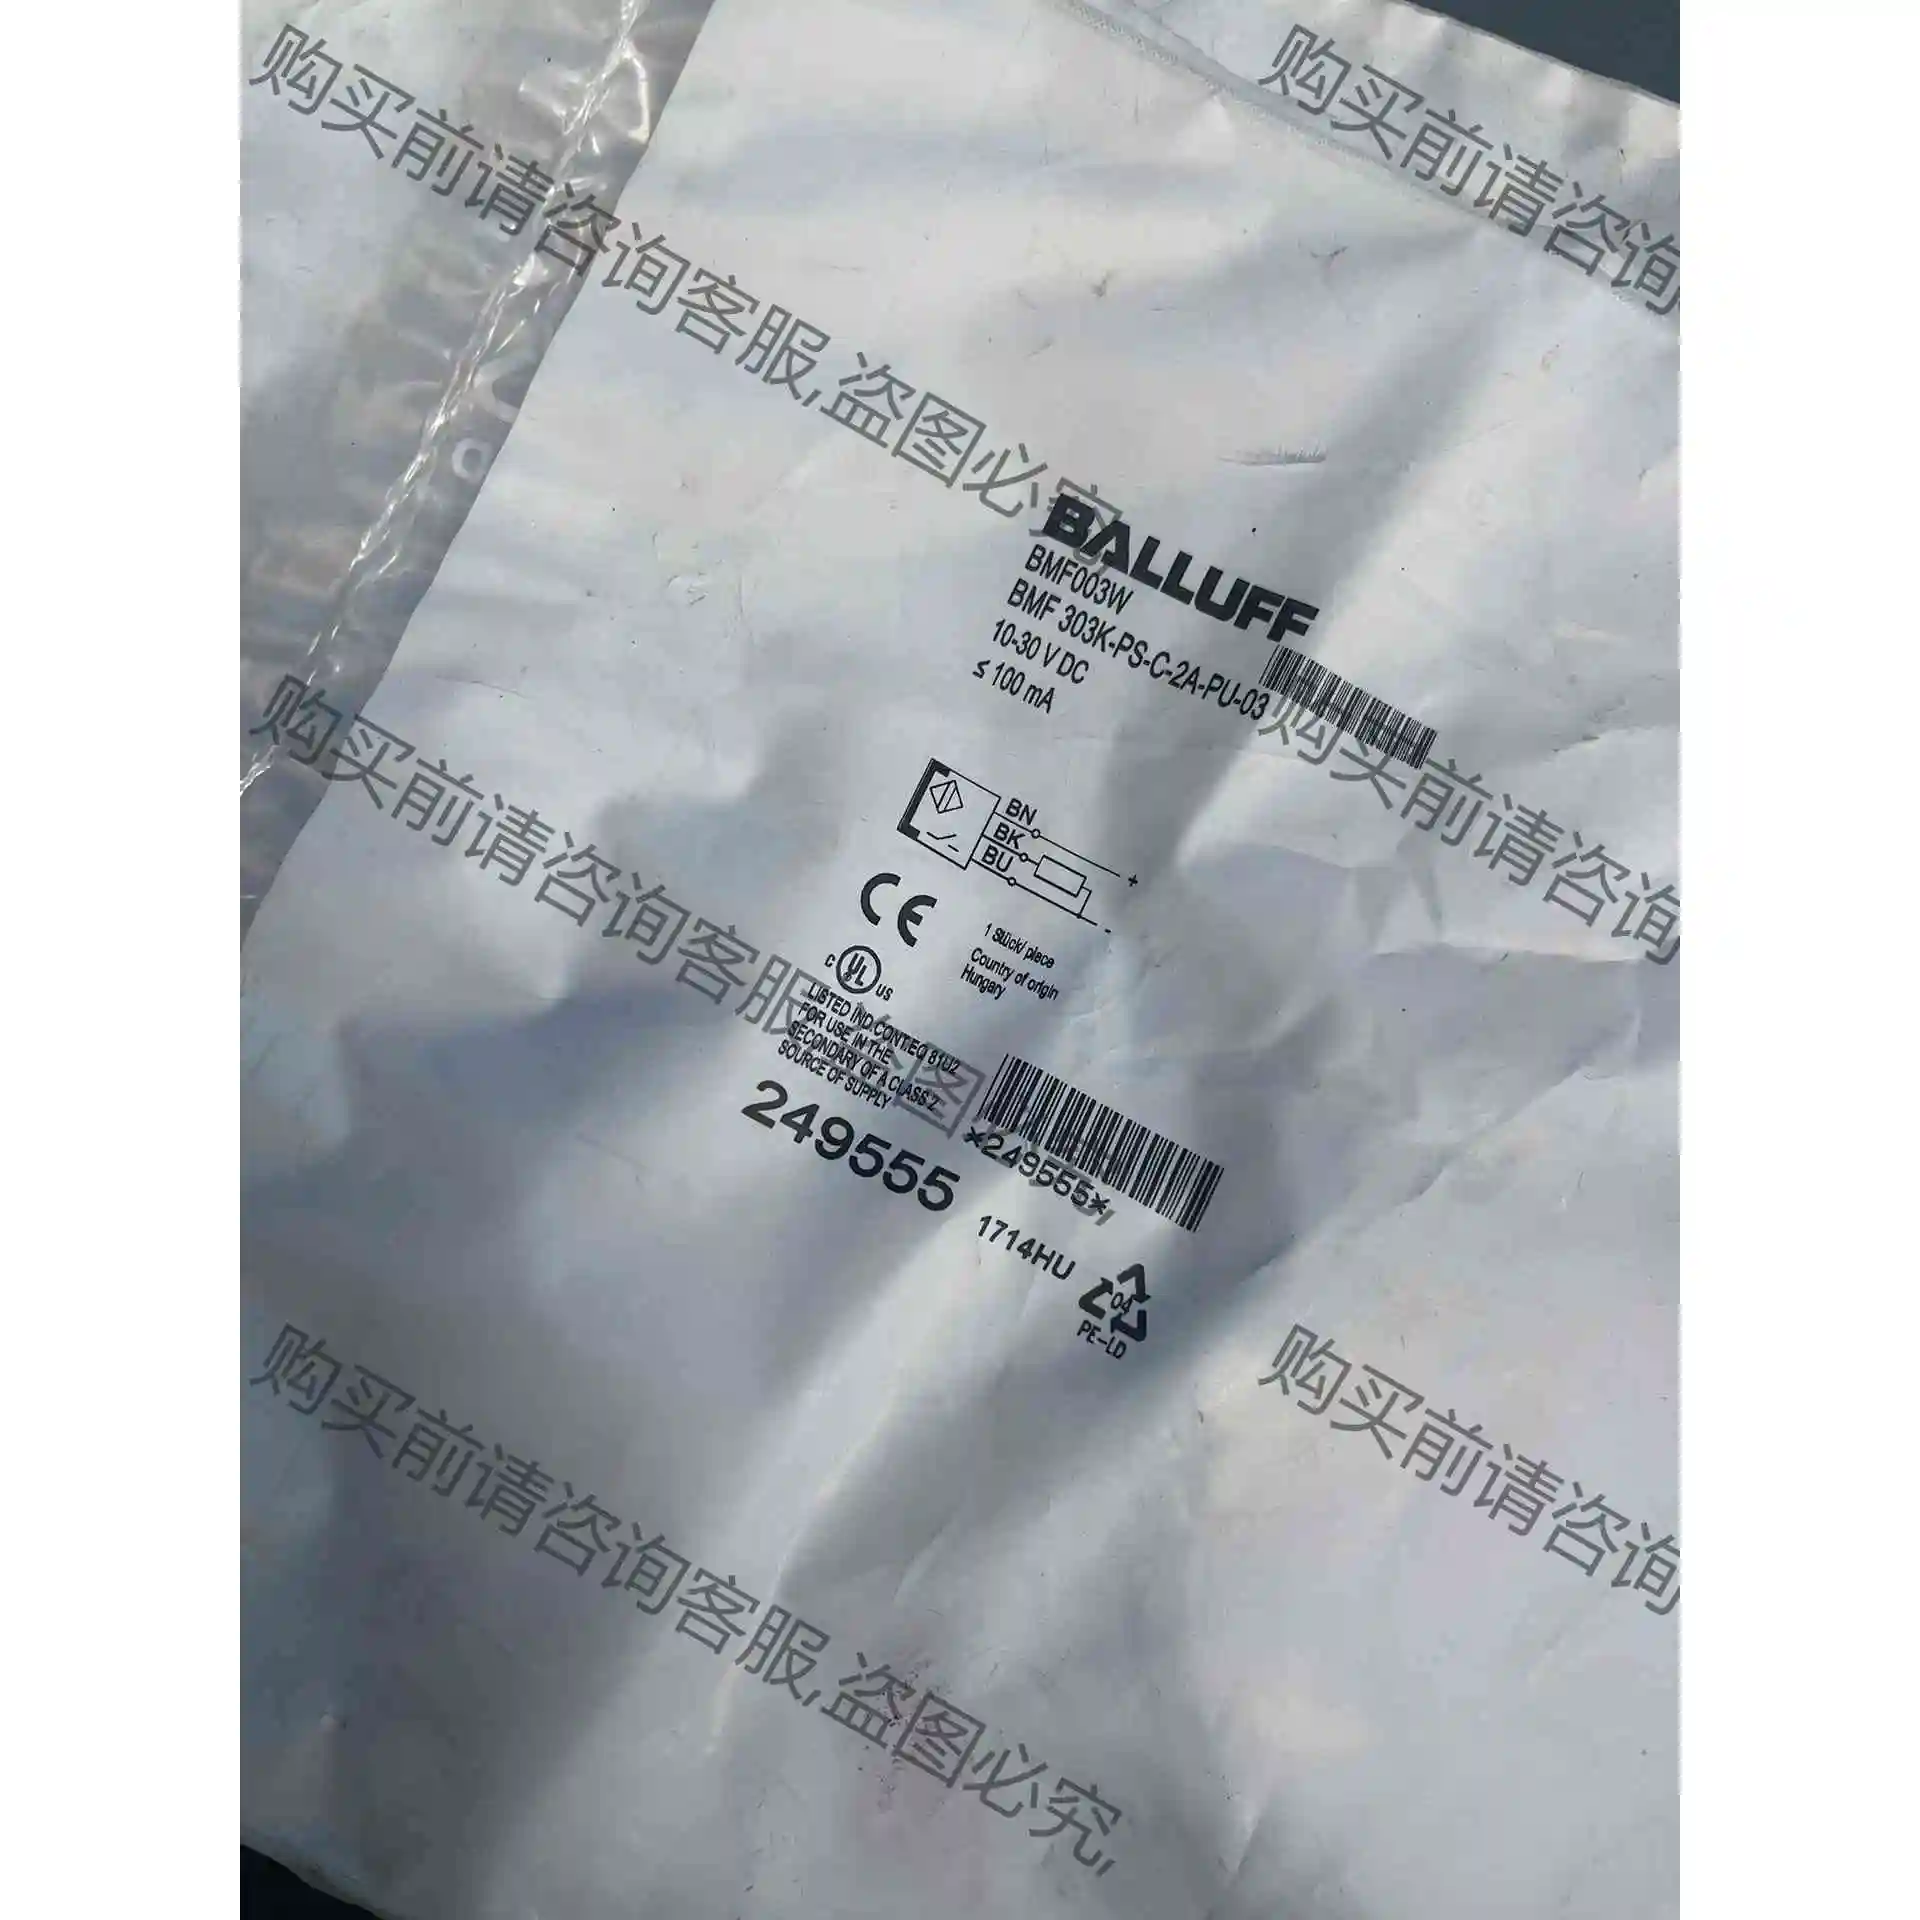 购买前请咨询客服,盗图必究,
购买前请咨询
BALLUFF
BMF003W
BMF 303K-PS-C-2A-PU-03
10-30 V DC
≤ 100 mA
购买前请咨询客服,盗图必究,
购买前请咨询
BN
BK
BU
+
-
CE
1 Stück/ piece
Country of origin
Hungary
C UL US
LISTED IND.CONT.EQ 81U2
FOR USE IN THE
SECONDARY OF A CLASS 2
SOURCE OF SUPPLY
249555
*249555*
1714HU
04
PE-LD
购买前请咨询客服,盗图必究,
购买前请咨询